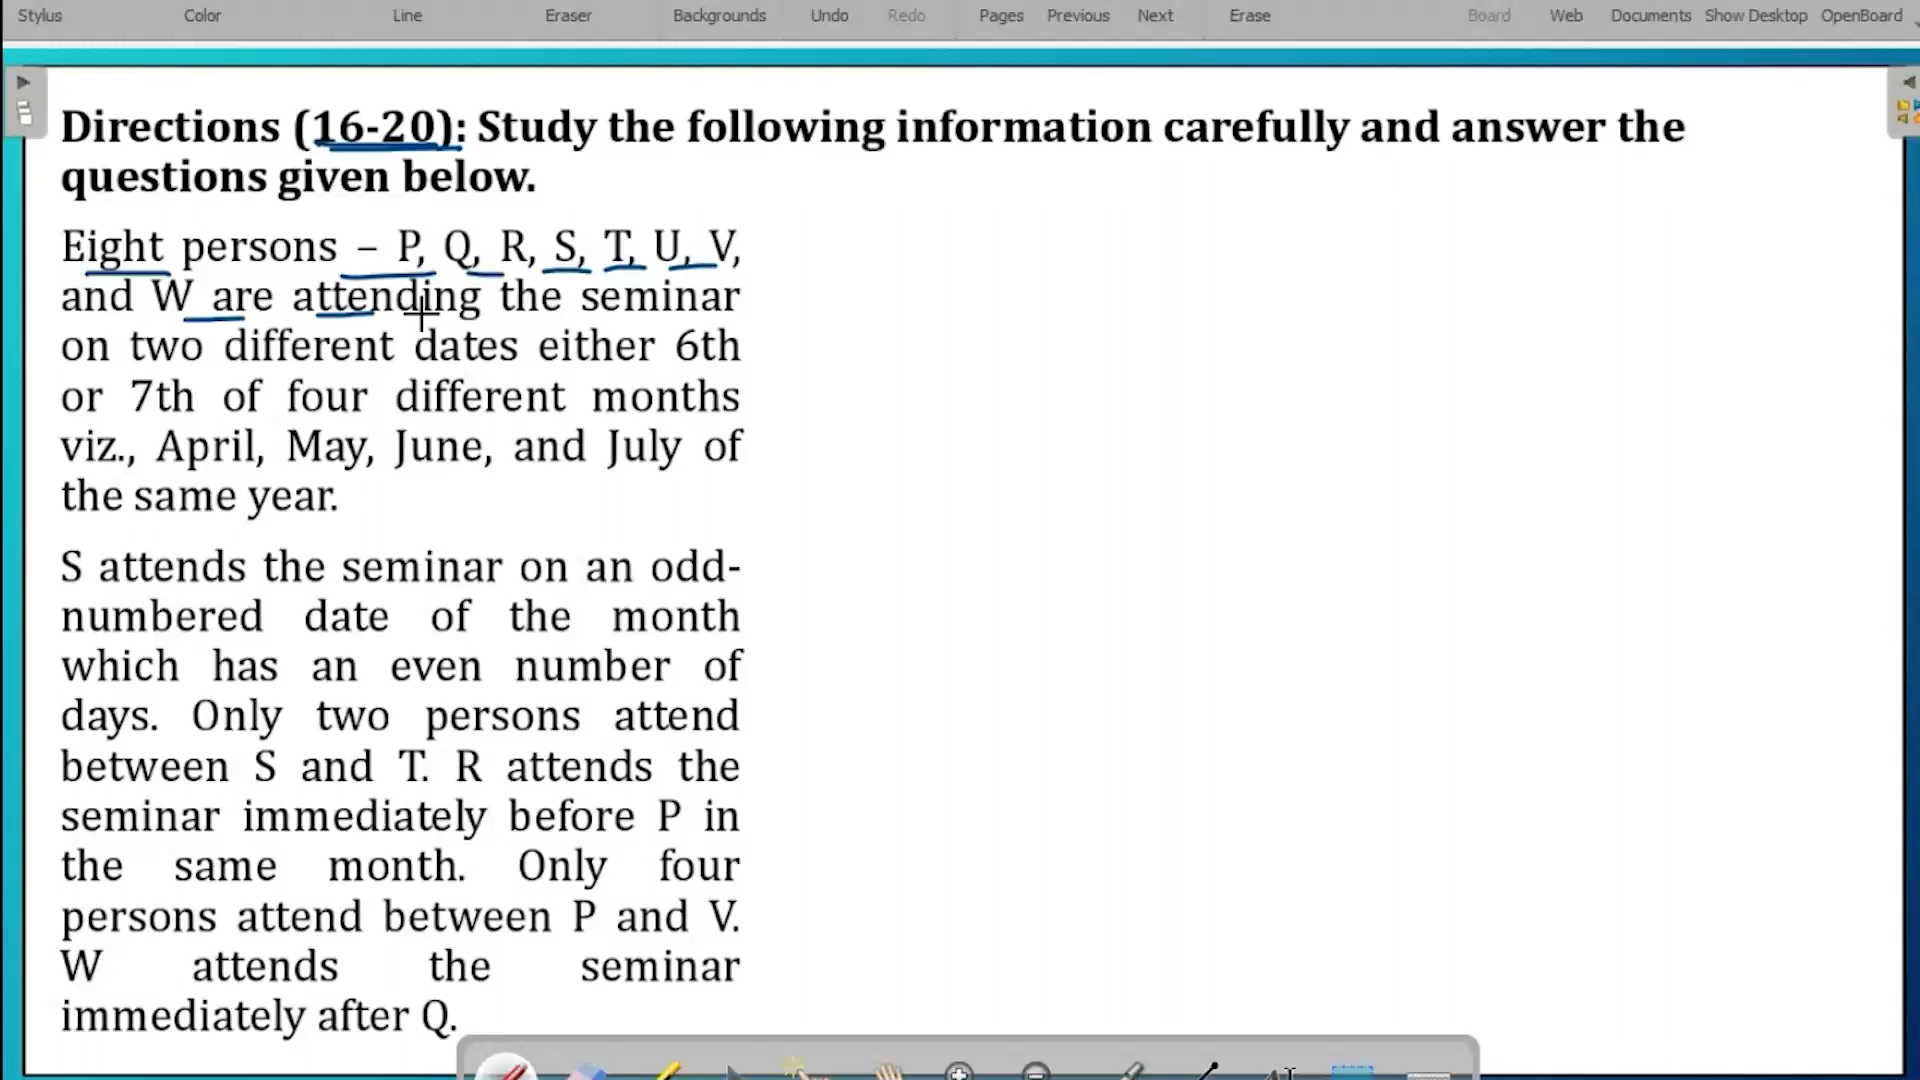 Stylus Color Line Eraser Backgrounds Undo Redo Pages Previous Next Erase Board Web Documents Show Desktop OpenBoard
Directions (16-20): Study the following information carefully and answer the
questions given below.
Eight persons – P, Q, R, S, T, U, V,
and W are attending the seminar
on two different dates either 6th
or 7th of four different months
viz., April, May, June, and July of
the same year.
S attends the seminar on an odd-
numbered date of the month
which has an even number of
days. Only two persons attend
between S and T. R attends the
seminar immediately before P in
the same month. Only four
persons attend between P and V.
W attends the seminar
immediately after Q.